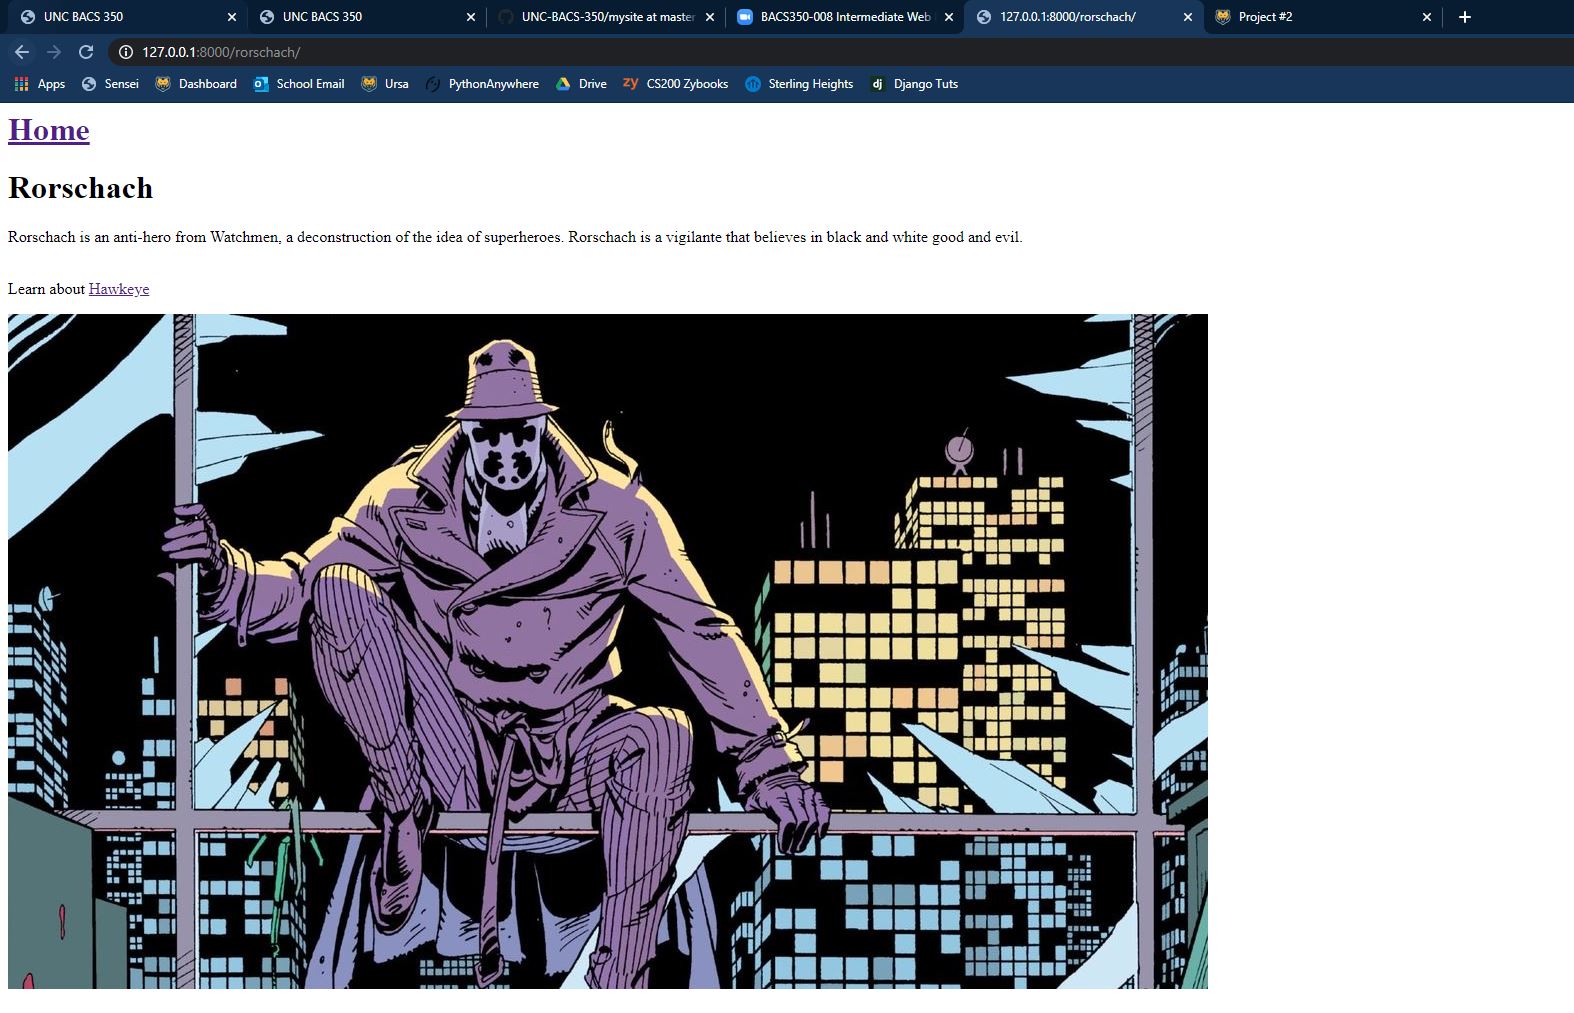 UNC BACS 350
UNC BACS 350
UNC-BACS-350/mysite at master
BACS350-008 Intermediate Web
127.0.0.1:8000/rorschach/
Project #2
127.0.0.1:8000/rorschach/
Apps
Sensei
Dashboard
School Email
Ursa
PythonAnywhere
Drive
zy CS200 Zybooks
Sterling Heights
dj Django Tuts
Home
Rorschach
Rorschach is an anti-hero from Watchmen, a deconstruction of the idea of superheroes. Rorschach is a vigilante that believes in black and white good and evil.
Learn about Hawkeye